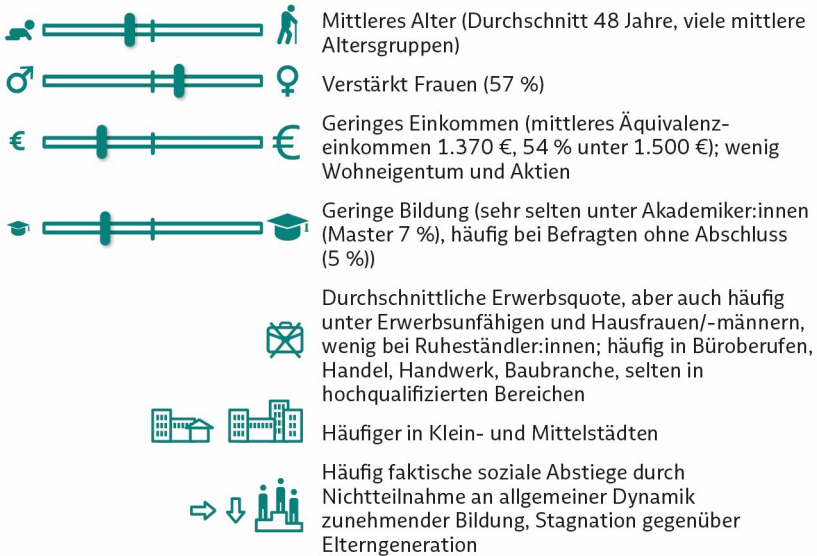 Mittleres Alter (Durchschnitt 48 Jahre, viele mittlere
Altersgruppen)
Verstärkt Frauen (57 %)
€
€
Geringes Einkommen (mittleres Äquivalenz-
einkommen 1.370 €, 54 % unter 1.500 €); wenig
Wohneigentum und Aktien
Geringe Bildung (sehr selten unter Akademiker:innen
(Master 7 %), häufig bei Befragten ohne Abschluss
(5 %))
Durchschnittliche Erwerbsquote, aber auch häufig
unter Erwerbsunfähigen und Hausfrauen/-männern,
wenig bei Ruheständler:innen; häufig in Büroberufen,
Handel, Handwerk, Baubranche, selten in
hochqualifizierten Bereichen
Häufiger in Klein- und Mittelstädten
Häufig faktische soziale Abstiege durch
Nichtteilnahme an allgemeiner Dynamik
zunehmender Bildung, Stagnation gegenüber
Elterngeneration